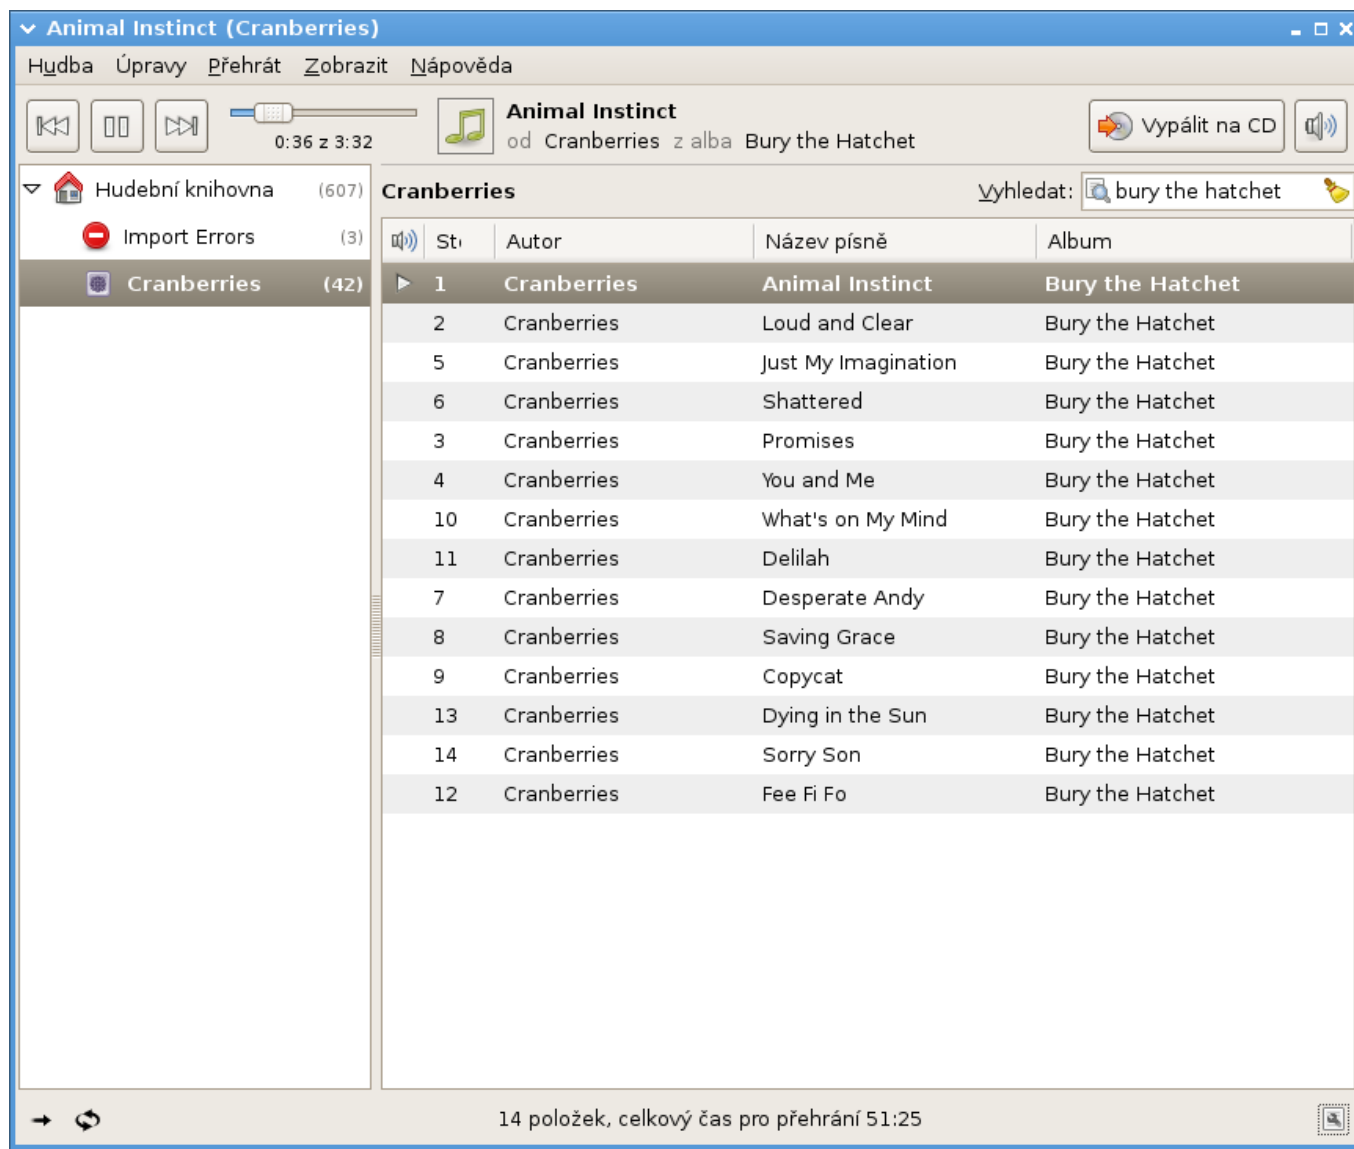 Animal Instinct (Cranberries)
Hudba Úpravy Přehrát Zobrazit Nápověda
Animal Instinct
od Cranberries z alba Bury the Hatchet
0:36 z 3:32
Vypálit na CD
Hudební knihovna (607)
Import Errors (3)
Cranberries (42)
Cranberries
Vyhledat: bury the hatchet
Autor Název písně Album
1 Cranberries Animal Instinct Bury the Hatchet
2 Cranberries Loud and Clear Bury the Hatchet
5 Cranberries Just My Imagination Bury the Hatchet
6 Cranberries Shattered Bury the Hatchet
3 Cranberries Promises Bury the Hatchet
4 Cranberries You and Me Bury the Hatchet
10 Cranberries What's on My Mind Bury the Hatchet
11 Cranberries Delilah Bury the Hatchet
7 Cranberries Desperate Andy Bury the Hatchet
8 Cranberries Saving Grace Bury the Hatchet
9 Cranberries Copycat Bury the Hatchet
13 Cranberries Dying in the Sun Bury the Hatchet
14 Cranberries Sorry Son Bury the Hatchet
12 Cranberries Fee Fi Fo Bury the Hatchet
14 položek, celkový čas pro přehrání 51:25